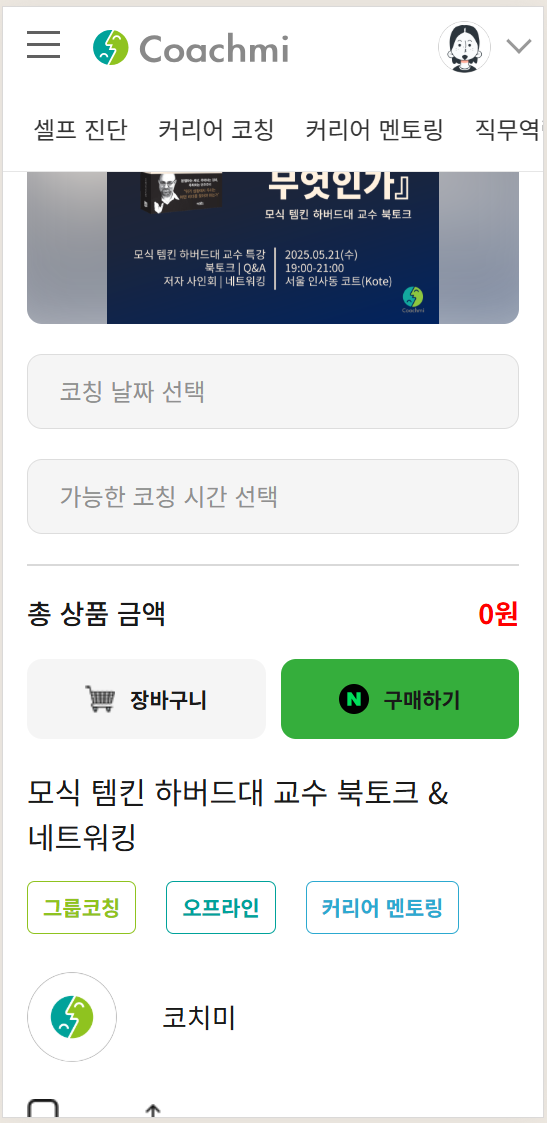 Coachmi
셀프 진단 커리어 코칭 커리어 멘토링 직무역
무엇인가』
모식 템킨 하버드대 교수 북토크
모식 템킨 하버드대 교수 특강
북토크 | Q&A
저자 사인회 | 네트워킹
2025.05.21(수)
19:00-21:00
서울 인사동 코트(Kote)
Coachmi
코칭 날짜 선택
가능한 코칭 시간 선택
총 상품 금액 0원
장바구니 N 구매하기
모식 템킨 하버드대 교수 북토크 &
네트워킹
그룹코칭 오프라인 커리어 멘토링
코치미